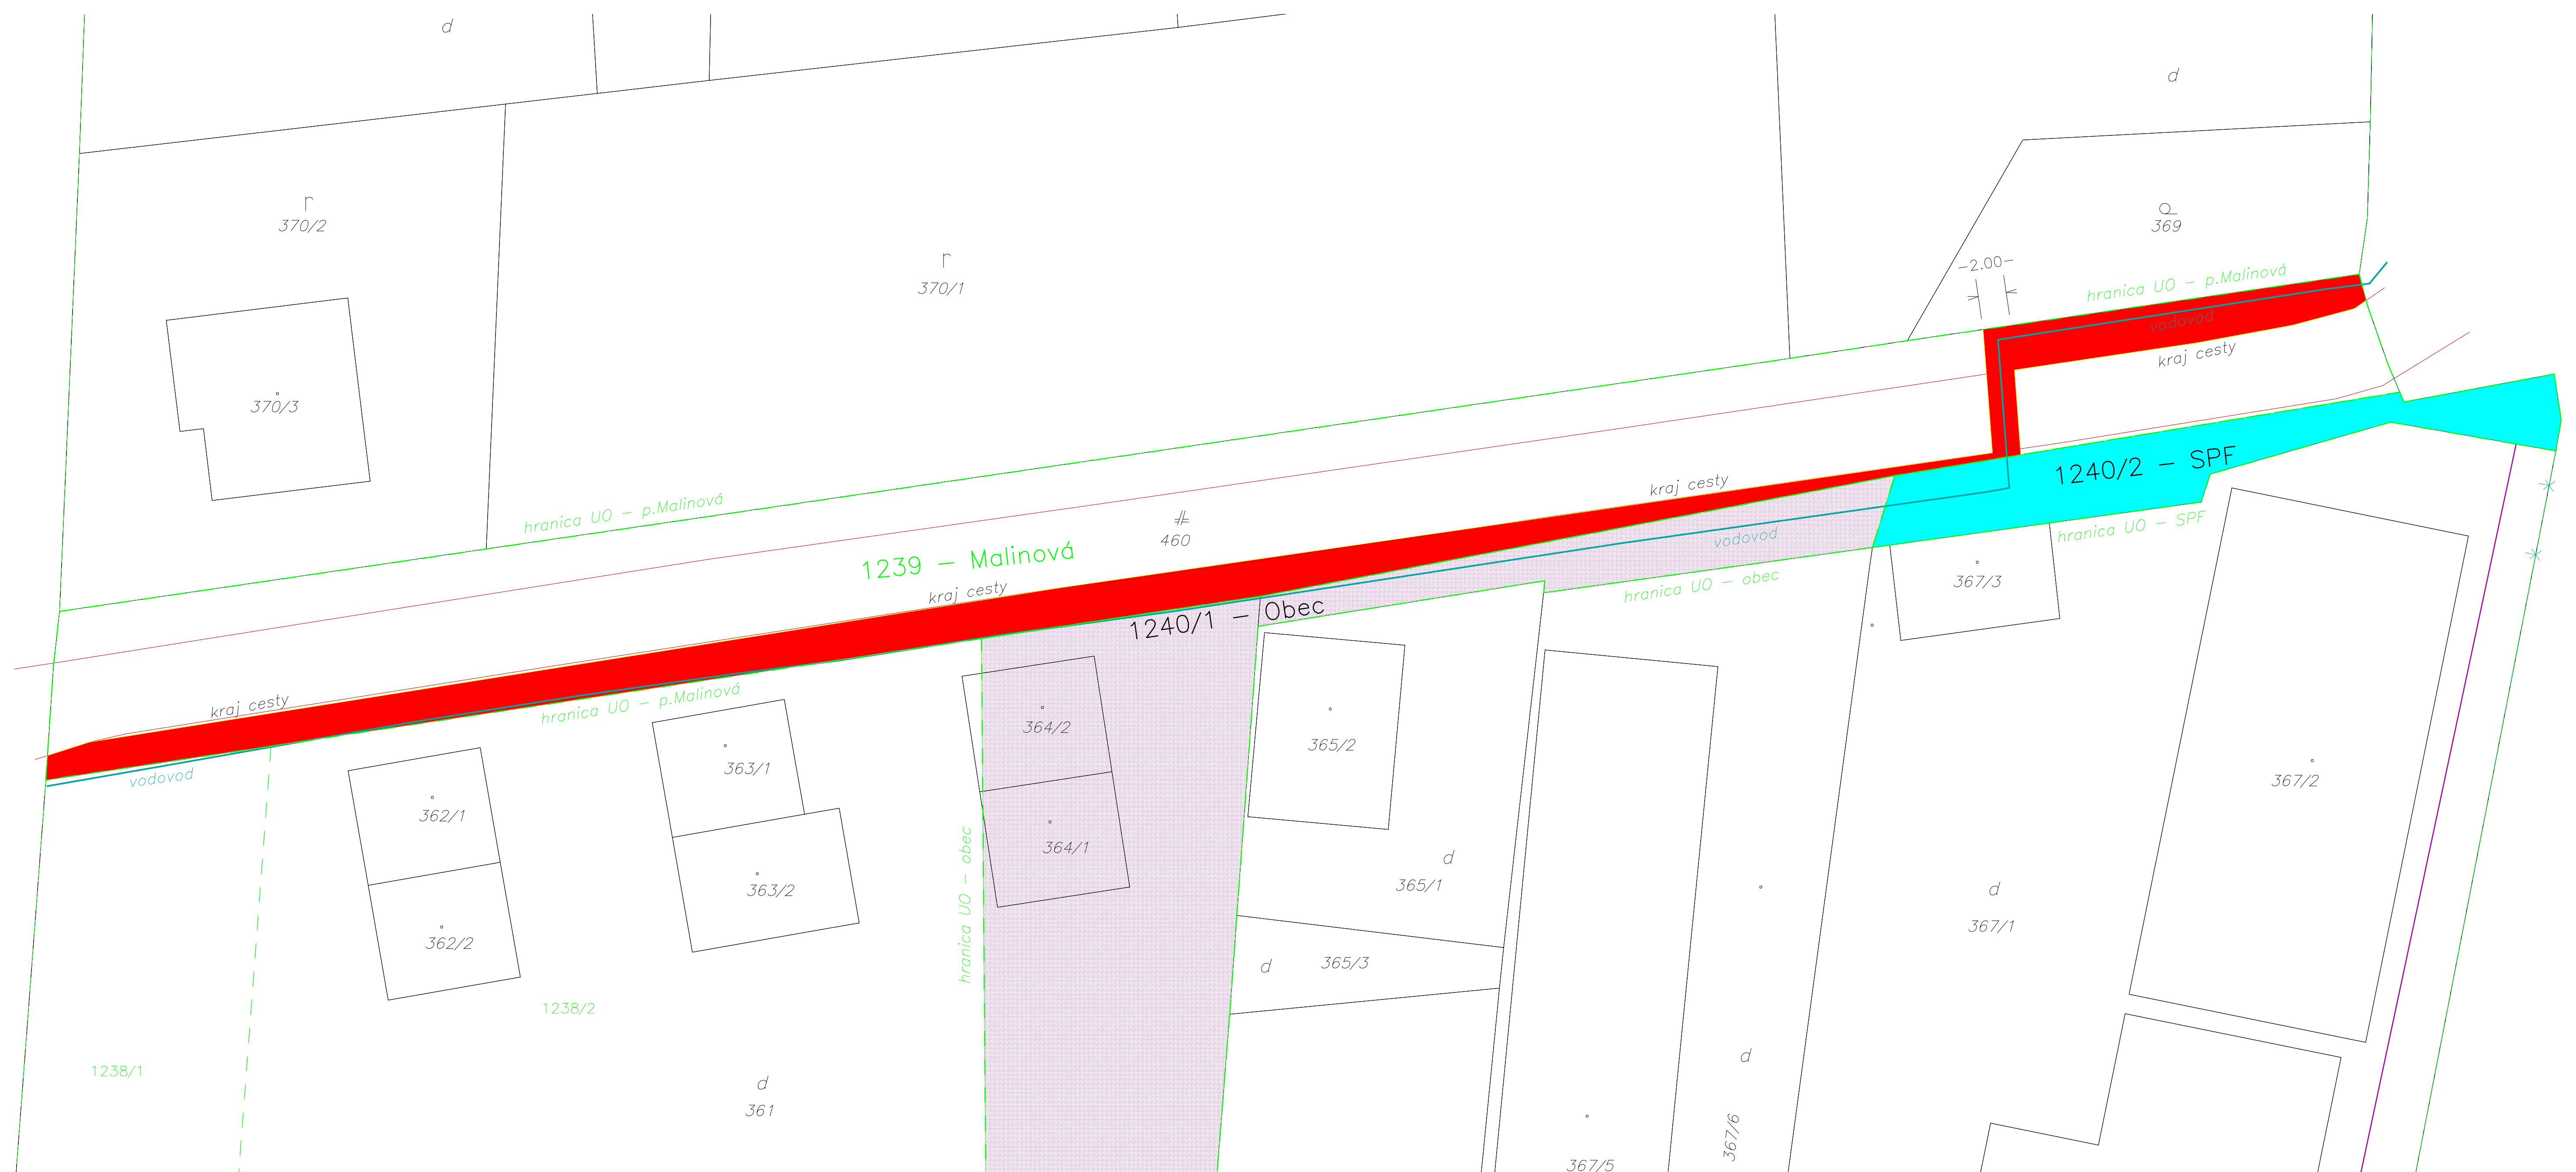 d
d
r
370/2
d
369
r
370/1
-2.00-
hranica UO - p.Malinová
vodovod
kraj cesty
370/3
1240/2 - SPF
kraj cesty
hranica UO - p.Malinová
460
1239 - Malinová
hranica UO - SPF
vodovod
kraj cesty
367/3
hranica UO - obec
1240/1 - Obec
kraj cesty
hranica UO - p.Malinová
364/2
365/2
vodovod
363/1
367/2
362/1
364/1
d
365/1
363/2
d
367/1
362/2
hranica UO - obec
d
365/3
1238/2
d
1238/1
d
361
367/6
367/5